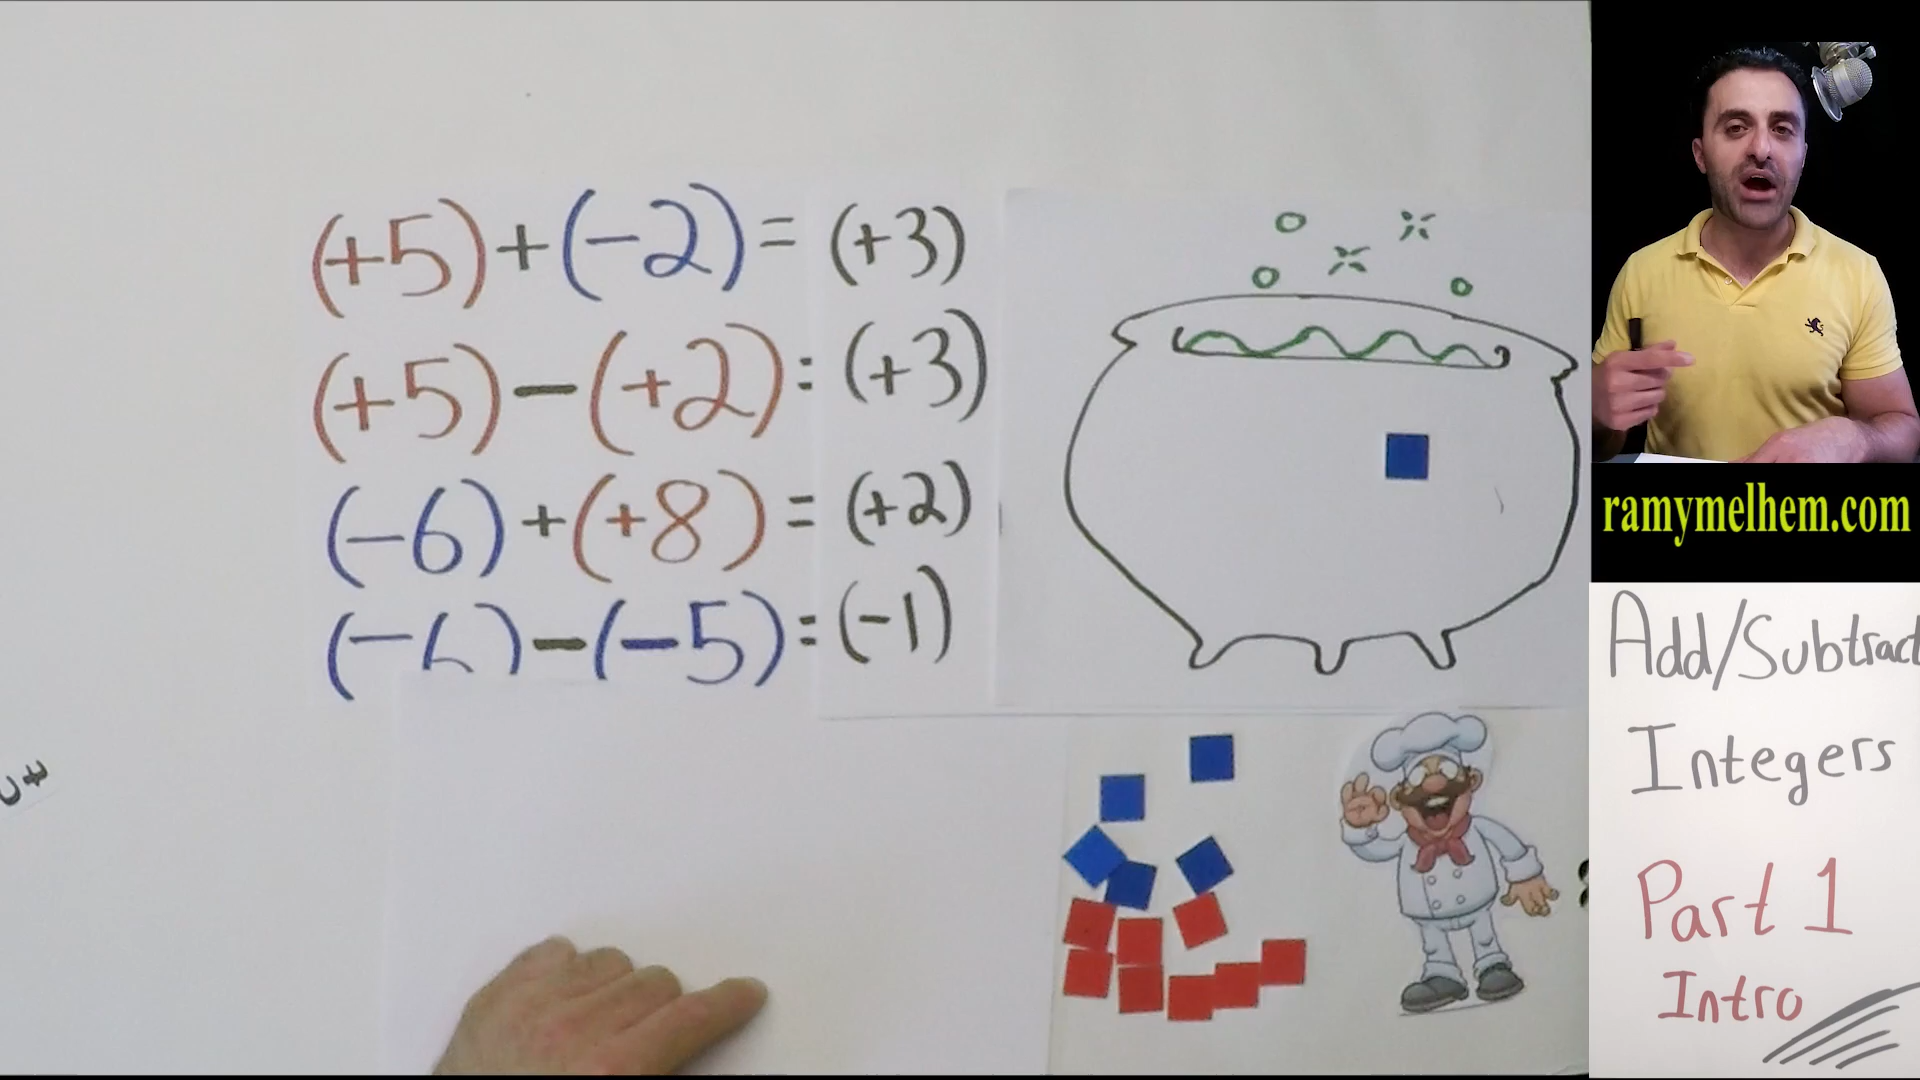 (+5)+(-2)= (+3)
(+5)-(+2)= (+3)
(-6)+(+8)= (+2)
(-6)-(-5)= (-1)
ramymelhem.com
Add/Subtract
Integers
Part 1
Intro